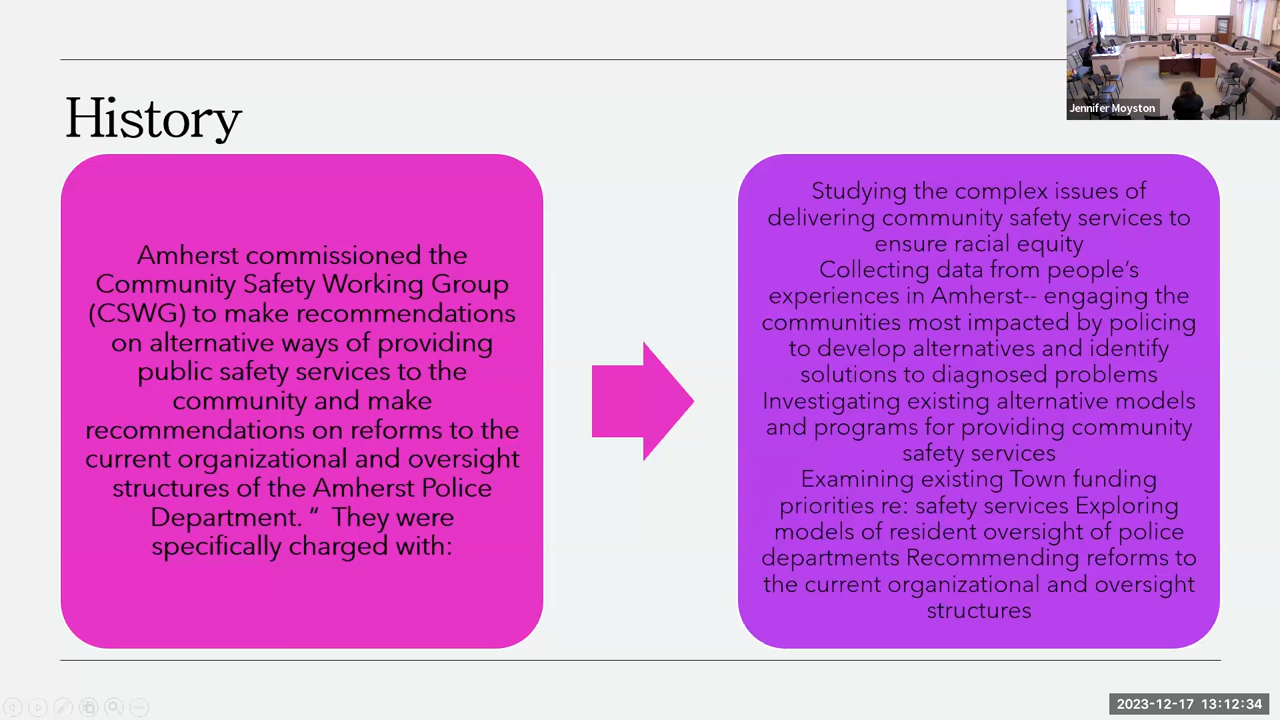 History
Amherst commissioned the
Community Safety Working Group
(CSWG) to make recommendations
on alternative ways of providing
public safety services to the
community and make
recommendations on reforms to the
current organizational and oversight
structures of the Amherst Police
Department. “  They were
specifically charged with:
Studying the complex issues of
delivering community safety services to
ensure racial equity
Collecting data from people’s
experiences in Amherst-- engaging the
communities most impacted by policing
to develop alternatives and identify
solutions to diagnosed problems
Investigating existing alternative models
and programs for providing community
safety services
Examining existing Town funding
priorities re: safety services Exploring
models of resident oversight of police
departments Recommending reforms to
the current organizational and oversight
structures
Jennifer Moyston
2023-12-17 13:12:34